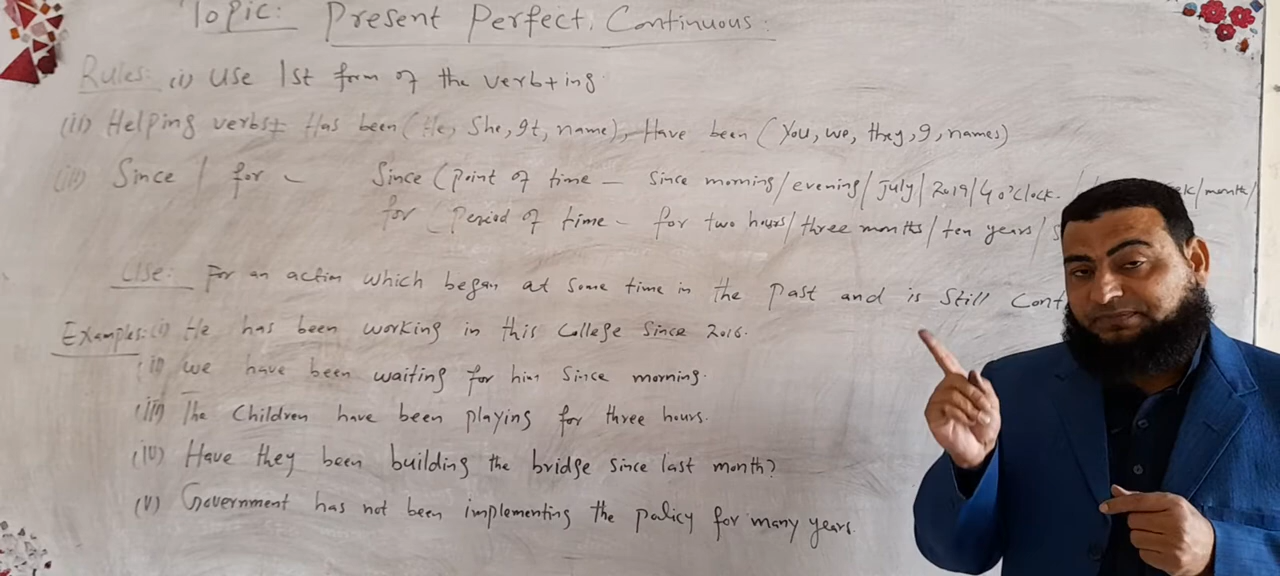 Topic: Present Perfect Continuous:
Rules: (i) Use 1st form of the verb+ing.
(ii) Helping verbs± Has been (He, She, It, name), Have been (You, we, they, I, names)
(iii) Since / for – Since (Point of time – Since morning/evening/July/2019/4 o'clock. /month/
for (Period of time – for two hours/three months/ten years/
Use: For an action which began at some time in the Past and is Still
Examples: (i) He has been working in this College Since 2016.
(ii) we have been waiting for him Since morning.
(iii) The Children have been playing for three hours.
(iv) Have they been building the bridge since last month?
(v) Government has not been implementing the policy for many years.